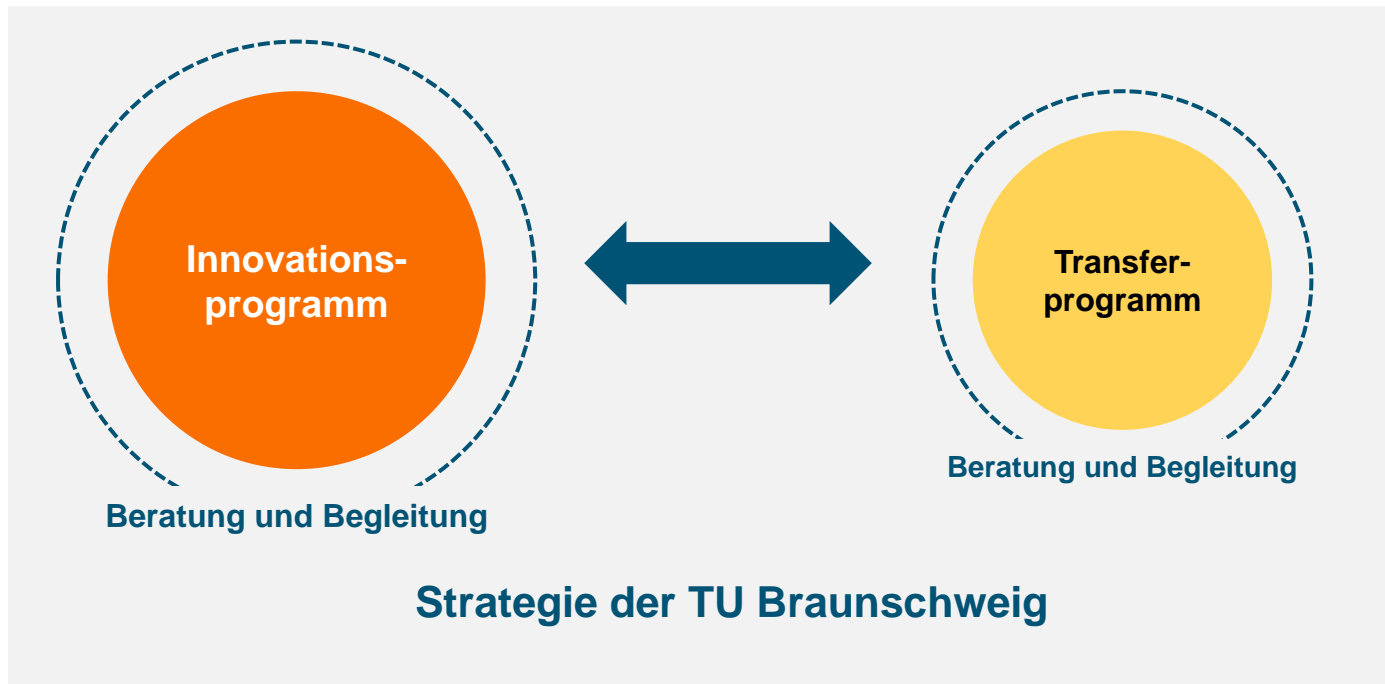 Innovations-
programm
Transfer-
programm
Beratung und Begleitung
Beratung und Begleitung
Strategie der TU Braunschweig